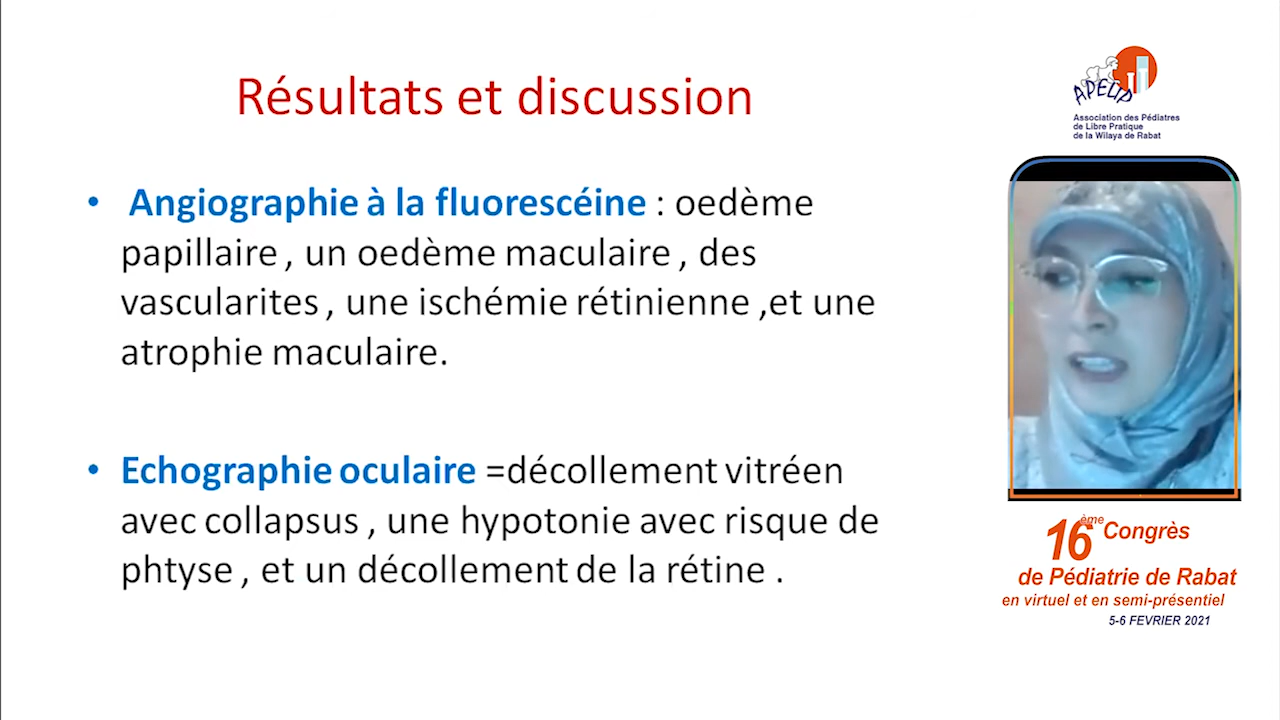 Résultats et discussion
• Angiographie à la fluorescéine : oedème
papillaire , un oedème maculaire , des
vascularites , une ischémie rétinienne ,et une
atrophie maculaire.
• Echographie oculaire =décollement vitréen
avec collapsus , une hypotonie avec risque de
phtyse , et un décollement de la rétine .
APELIP
Association des Pédiatres
de Libre Pratique
de la Wilaya de Rabat
16ème Congrès
de Pédiatrie de Rabat
en virtuel et en semi-présentiel
5-6 FEVRIER 2021